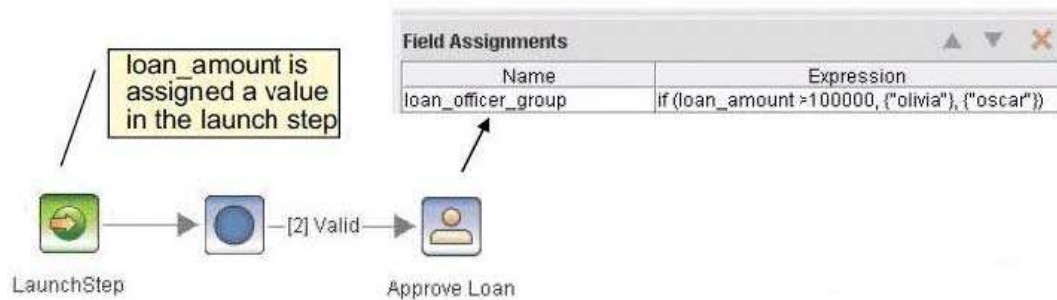 loan_amount is
assigned a value
in the launch step
Field Assignments
Name Expression
loan_officer_group if (loan_amount >100000, {"olivia"}, {"oscar"})
[2] Valid
LaunchStep
Approve Loan